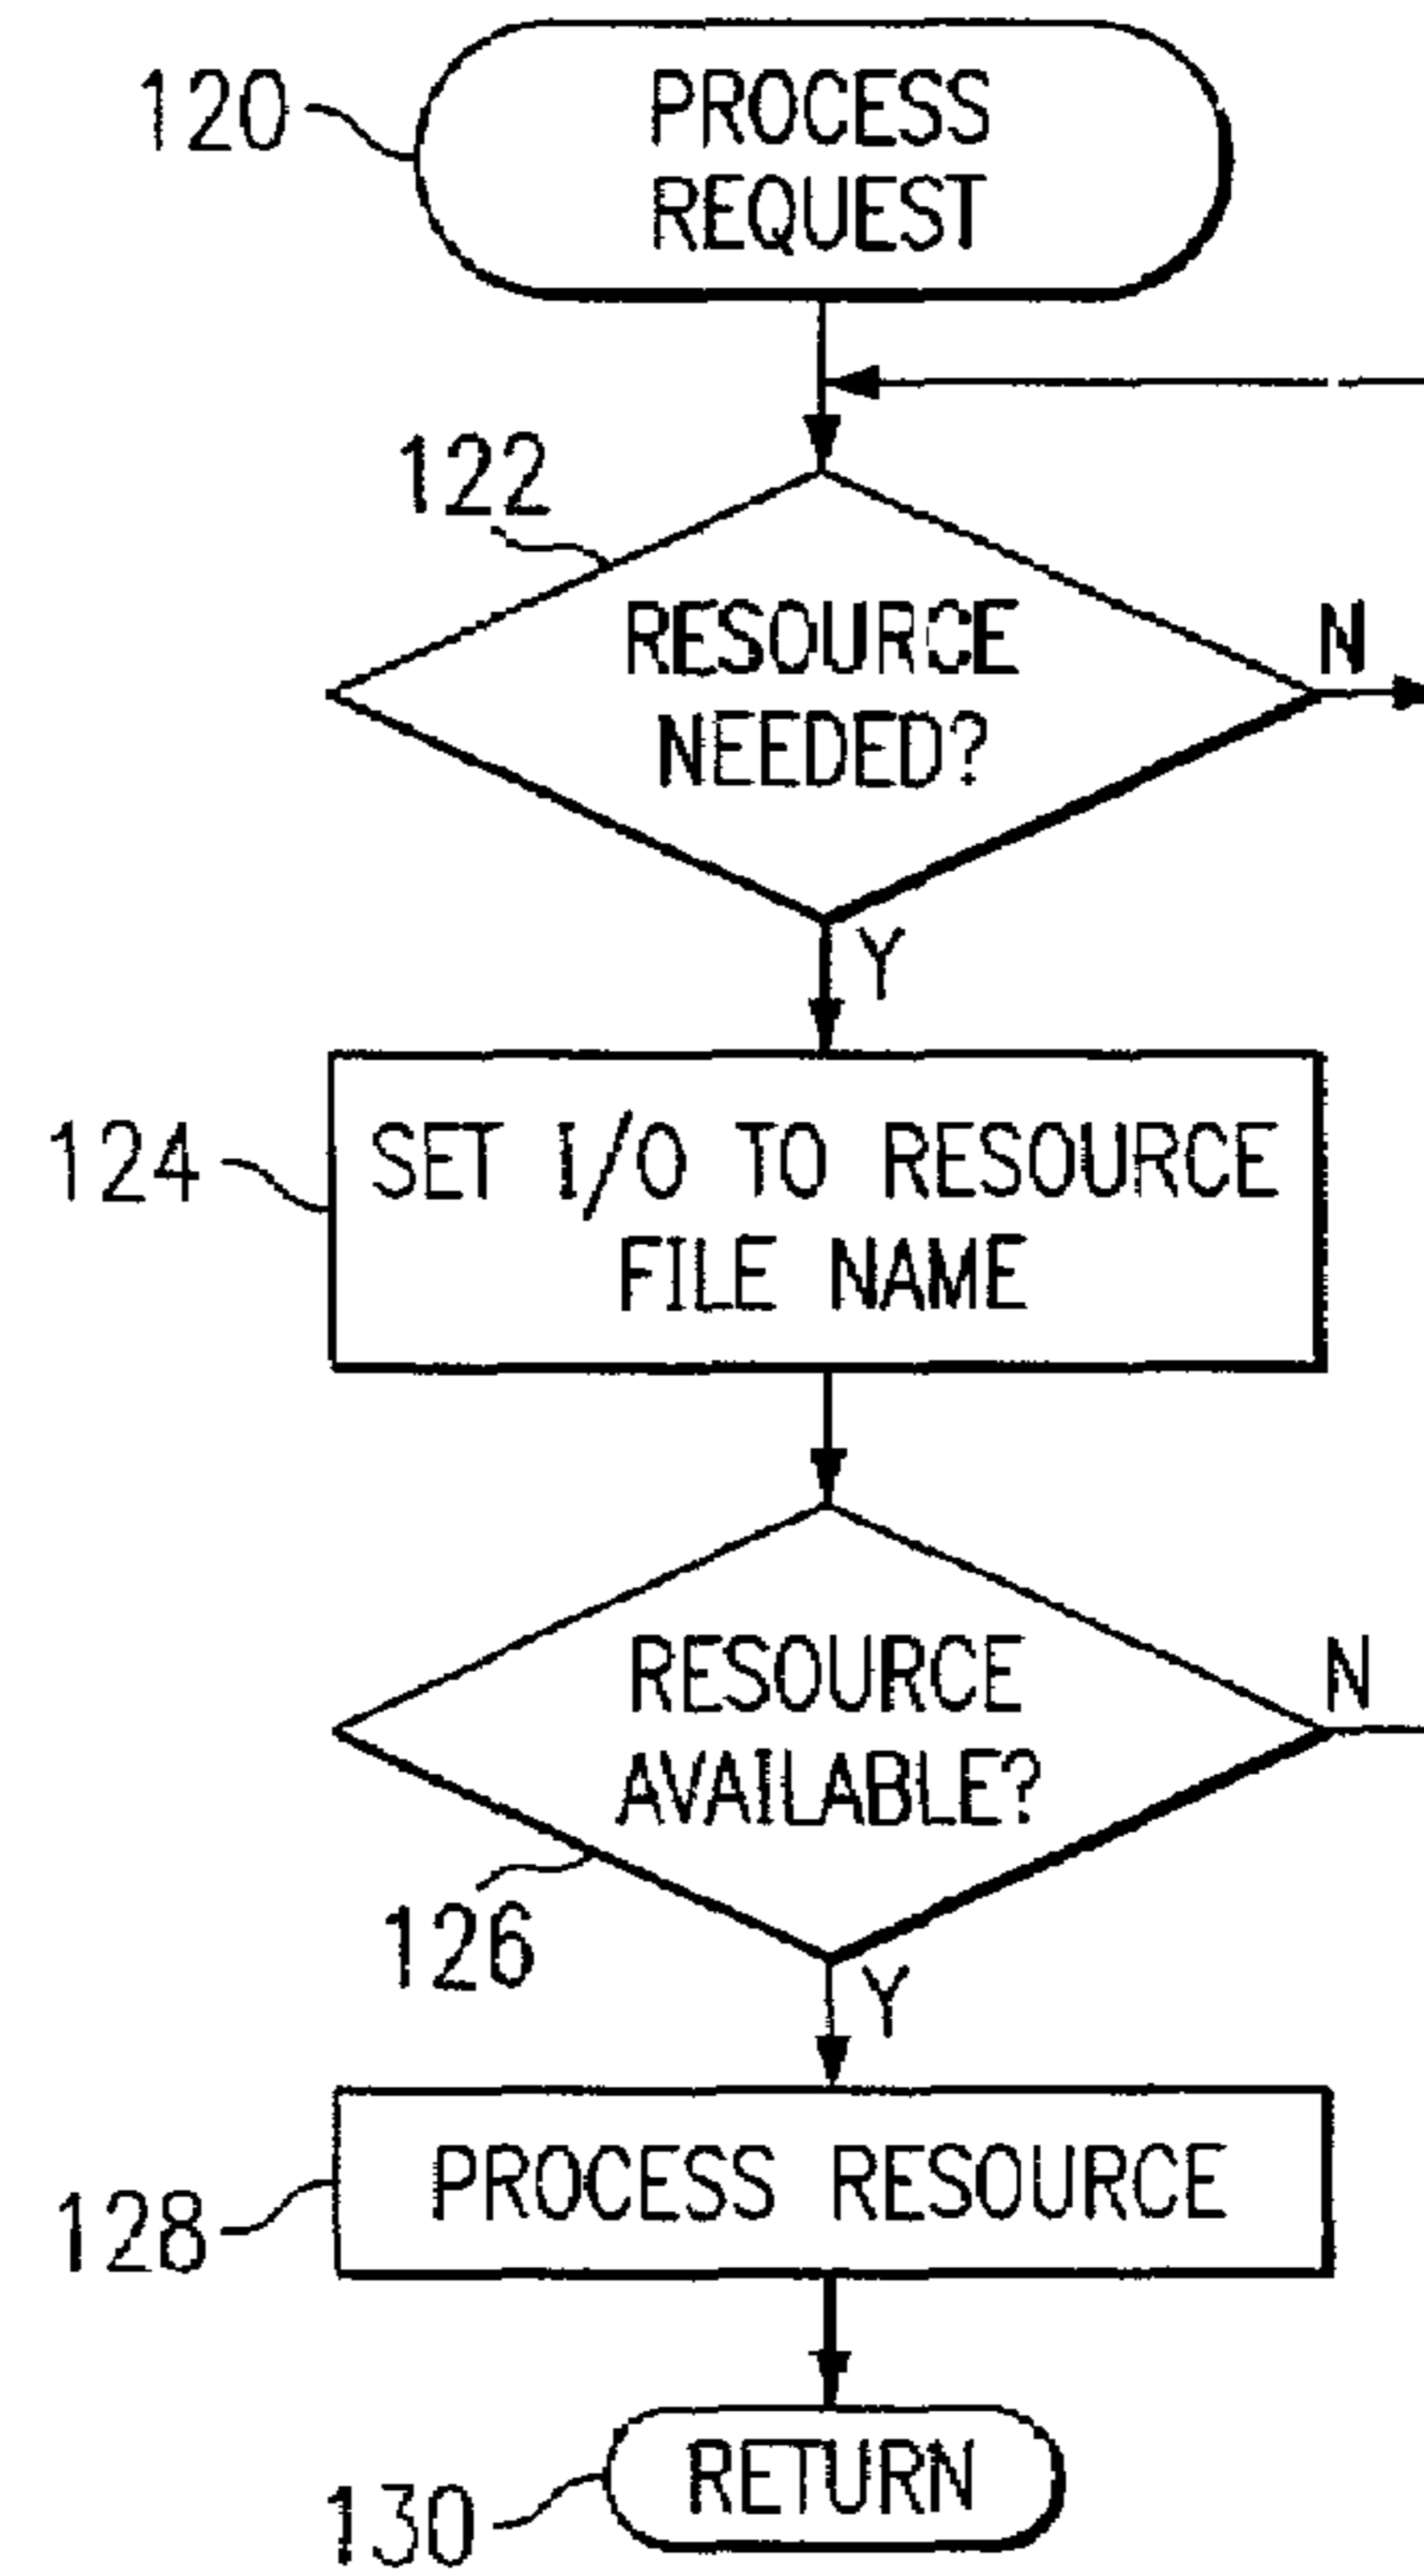 120
PROCESS
REQUEST
122
RESOURCE
NEEDED?
N
Y
124
SET I/O TO RESOURCE
FILE NAME
RESOURCE
AVAILABLE?
N
126
Y
PROCESS RESOURCE
128
RETURN
130